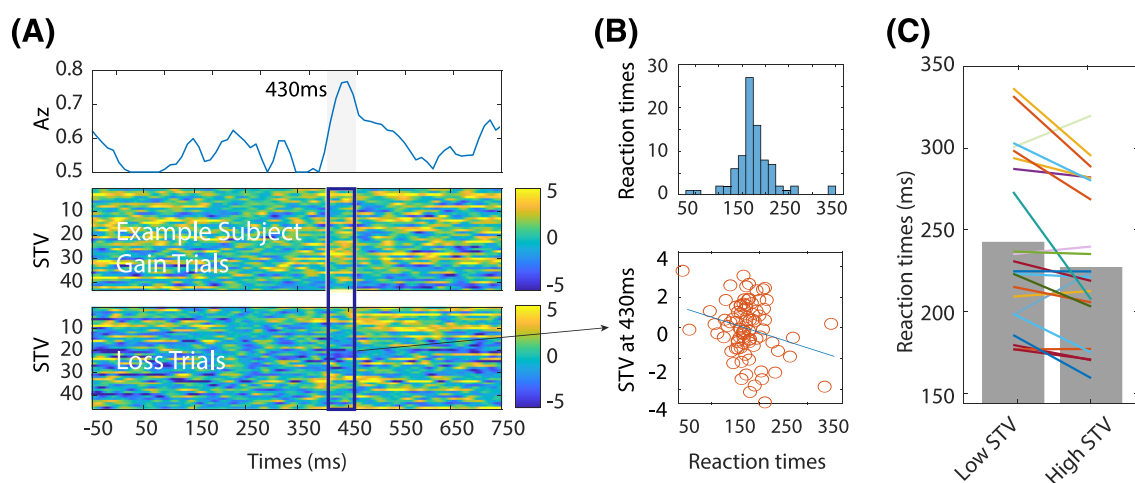 (A)
0.8
0.7
0.6
0.5
Az
430ms
10
20
30
40
STV
Example Subject
Gain Trials
5
0
-5
10
20
30
40
STV
Loss Trials
5
0
-5
-50 50 150 250 350 450 550 650 750
Times (ms)
(B)
30
20
10
0
Reaction times
50 150 250 350
4
2
0
-2
-4
STV at 430ms
50 150 250 350
Reaction times
(C)
350
300
250
200
150
Reaction times (ms)
Low STV
High STV